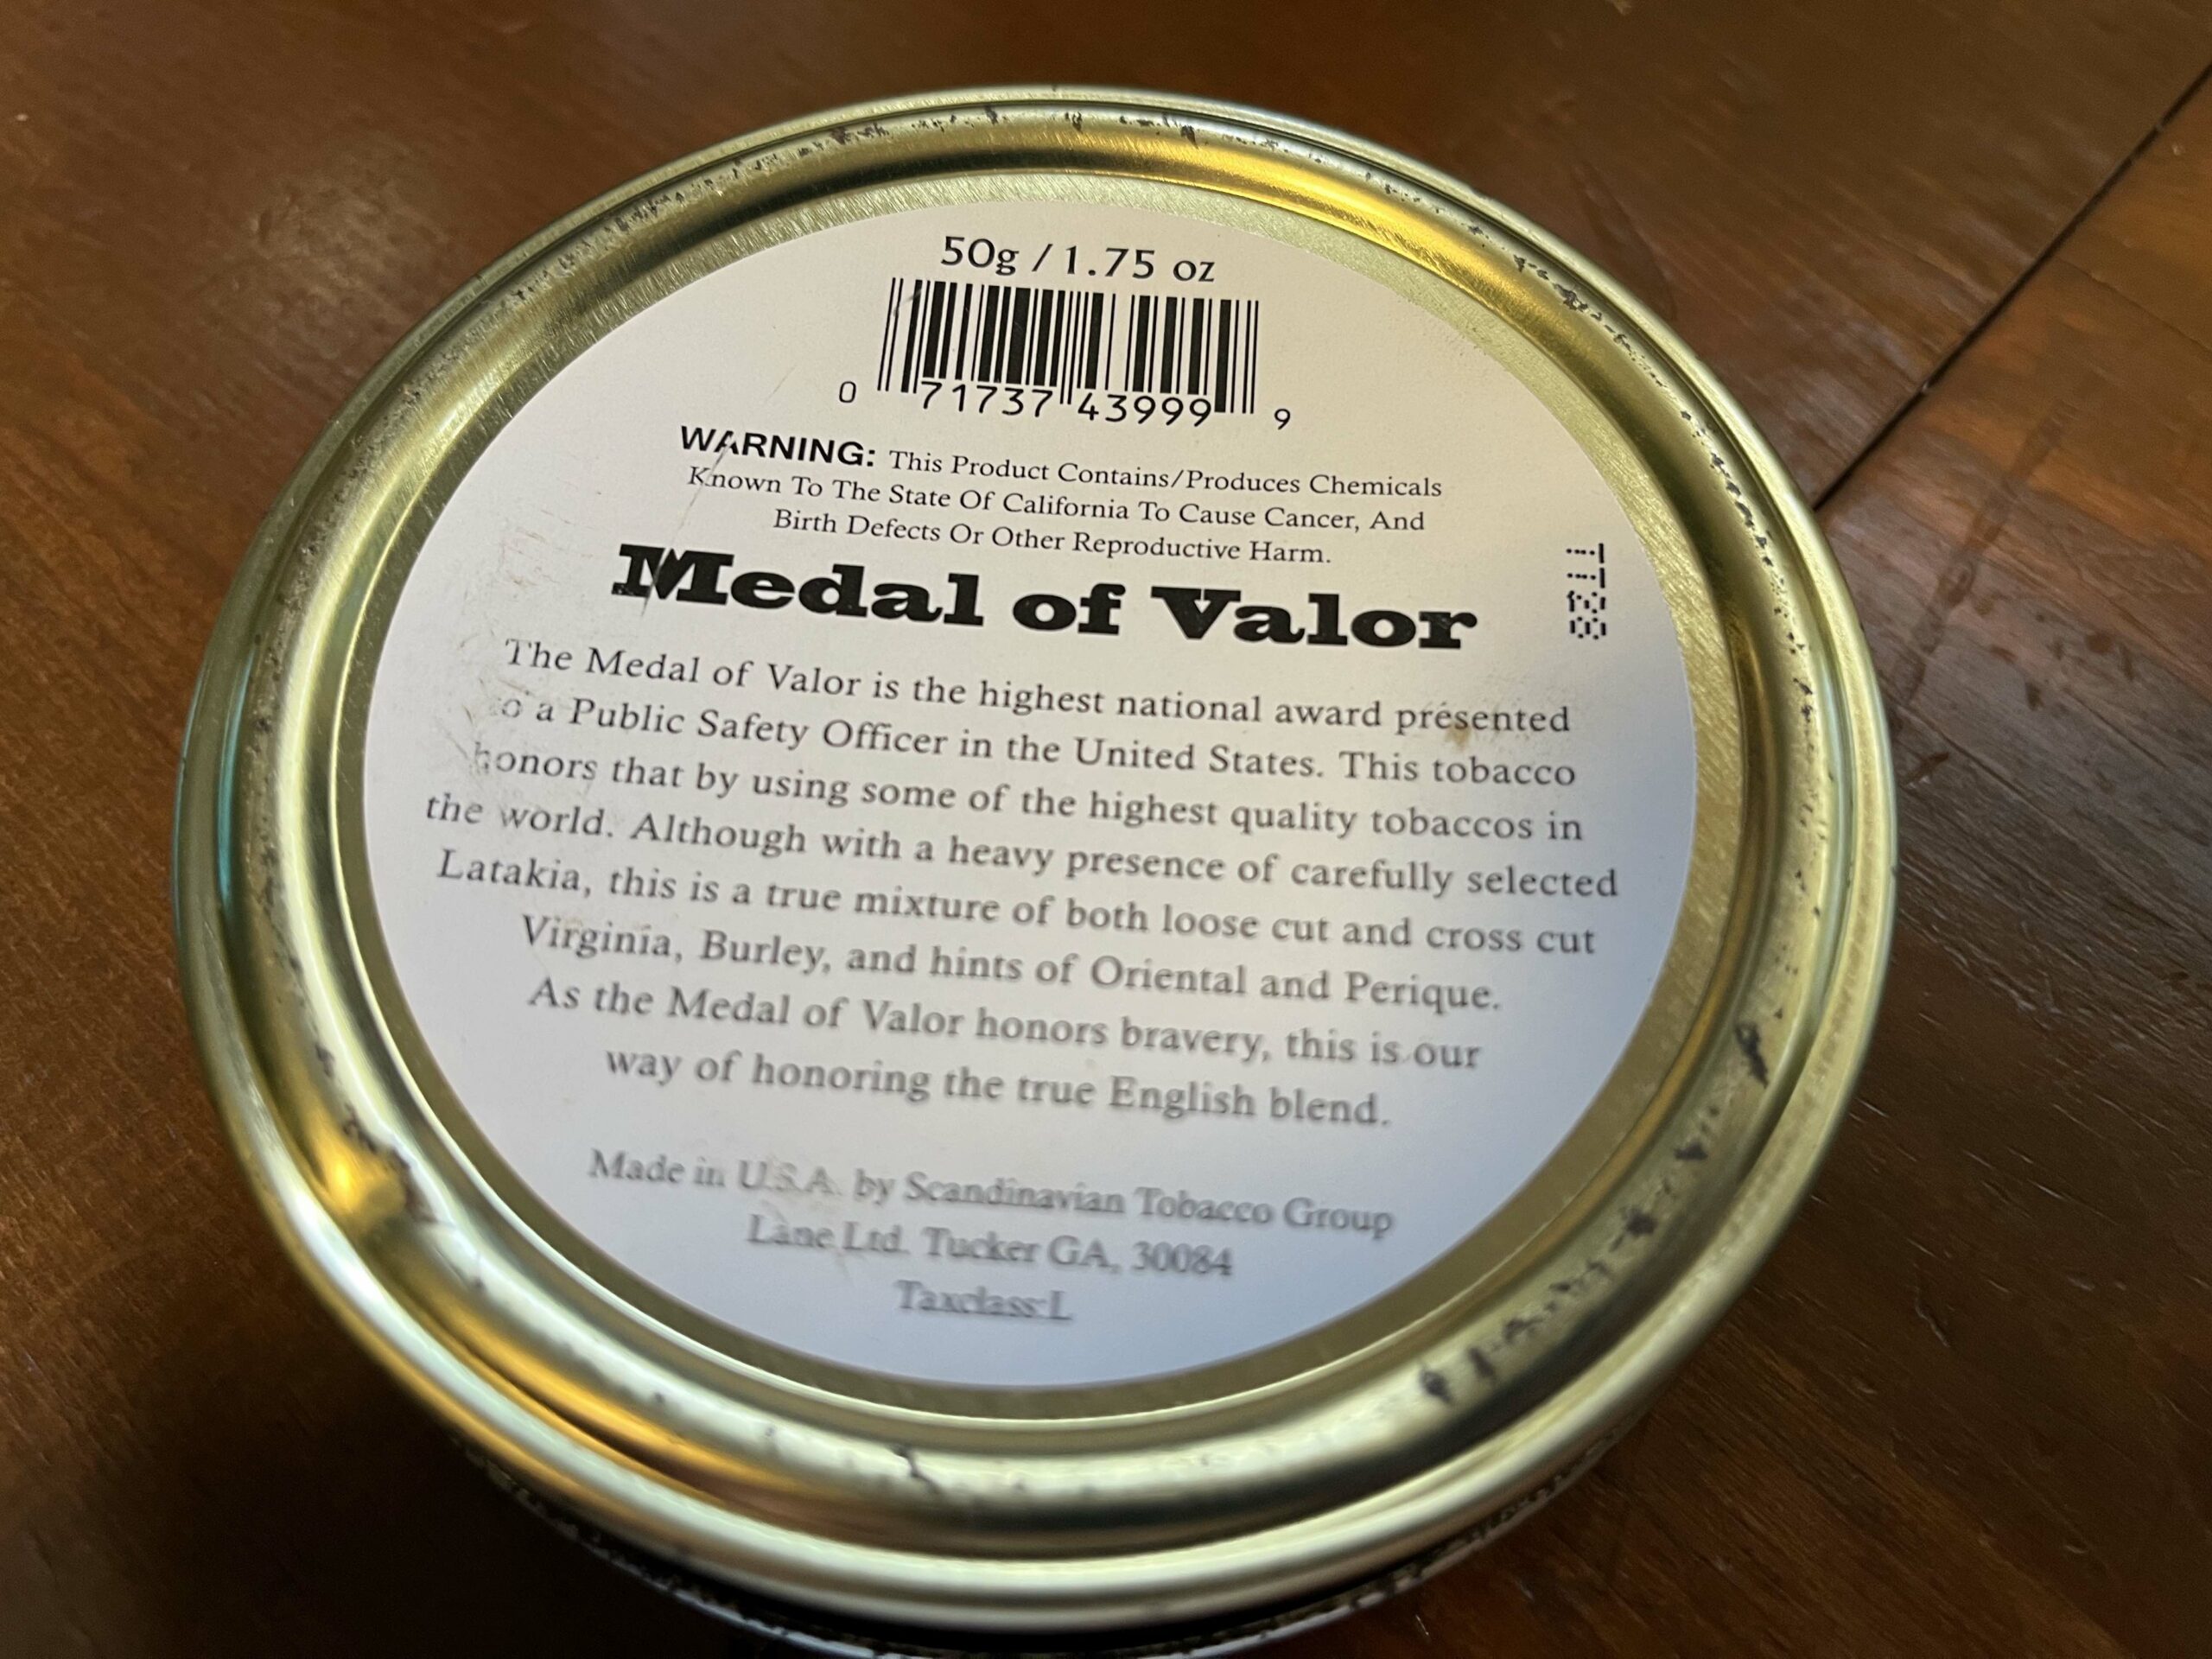 50g / 1.75 oz
0 71737 43999 9
WARNING: This Product Contains/Produces Chemicals
Known To The State Of California To Cause Cancer, And
Birth Defects Or Other Reproductive Harm.
Medal of Valor
The Medal of Valor is the highest national award presented
to a Public Safety Officer in the United States. This tobacco
honors that by using some of the highest quality tobaccos in
the world. Although with a heavy presence of carefully selected
Latakia, this is a true mixture of both loose cut and cross cut
Virginia, Burley, and hints of Oriental and Perique.
As the Medal of Valor honors bravery, this is our
way of honoring the true English blend.
Made in U.S.A. by Scandinavian Tobacco Group
Lane Ltd. Tucker GA, 30084
Taxclass:L